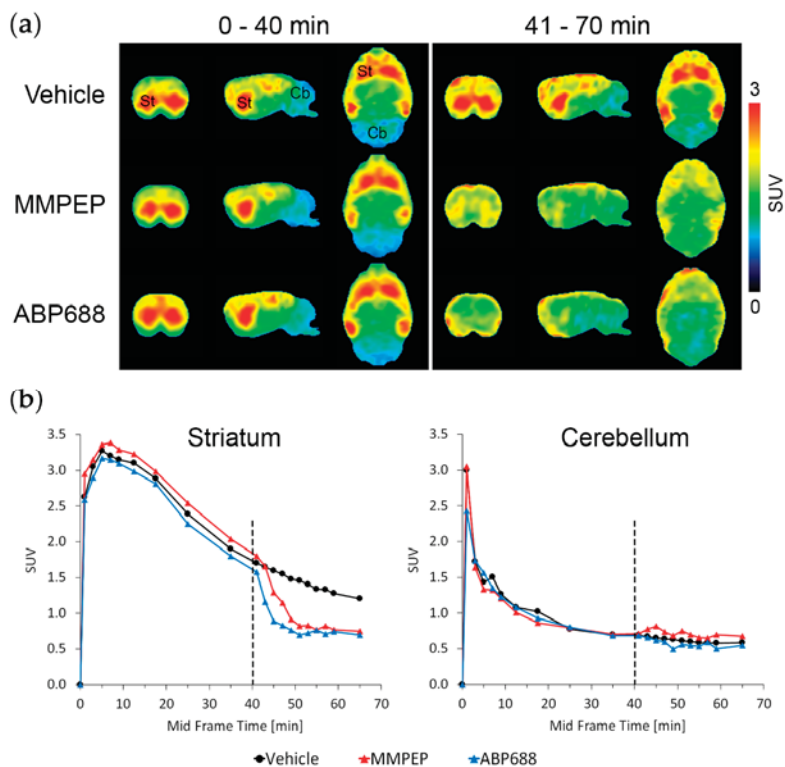 (a)
0 - 40 min
41 - 70 min
Vehicle
St
St
Cb
St
Cb
MMPEP
ABP688
3
SUV
0
(b)
Striatum
3.5
3.0
2.5
2.0
1.5
1.0
0.5
0.0
SUV
0 10 20 30 40 50 60 70
Mid Frame Time [min]
Cerebellum
3.5
3.0
2.5
2.0
1.5
1.0
0.5
0.0
SUV
0 10 20 30 40 50 60 70
Mid Frame Time [min]
Vehicle MMPEP ABP688